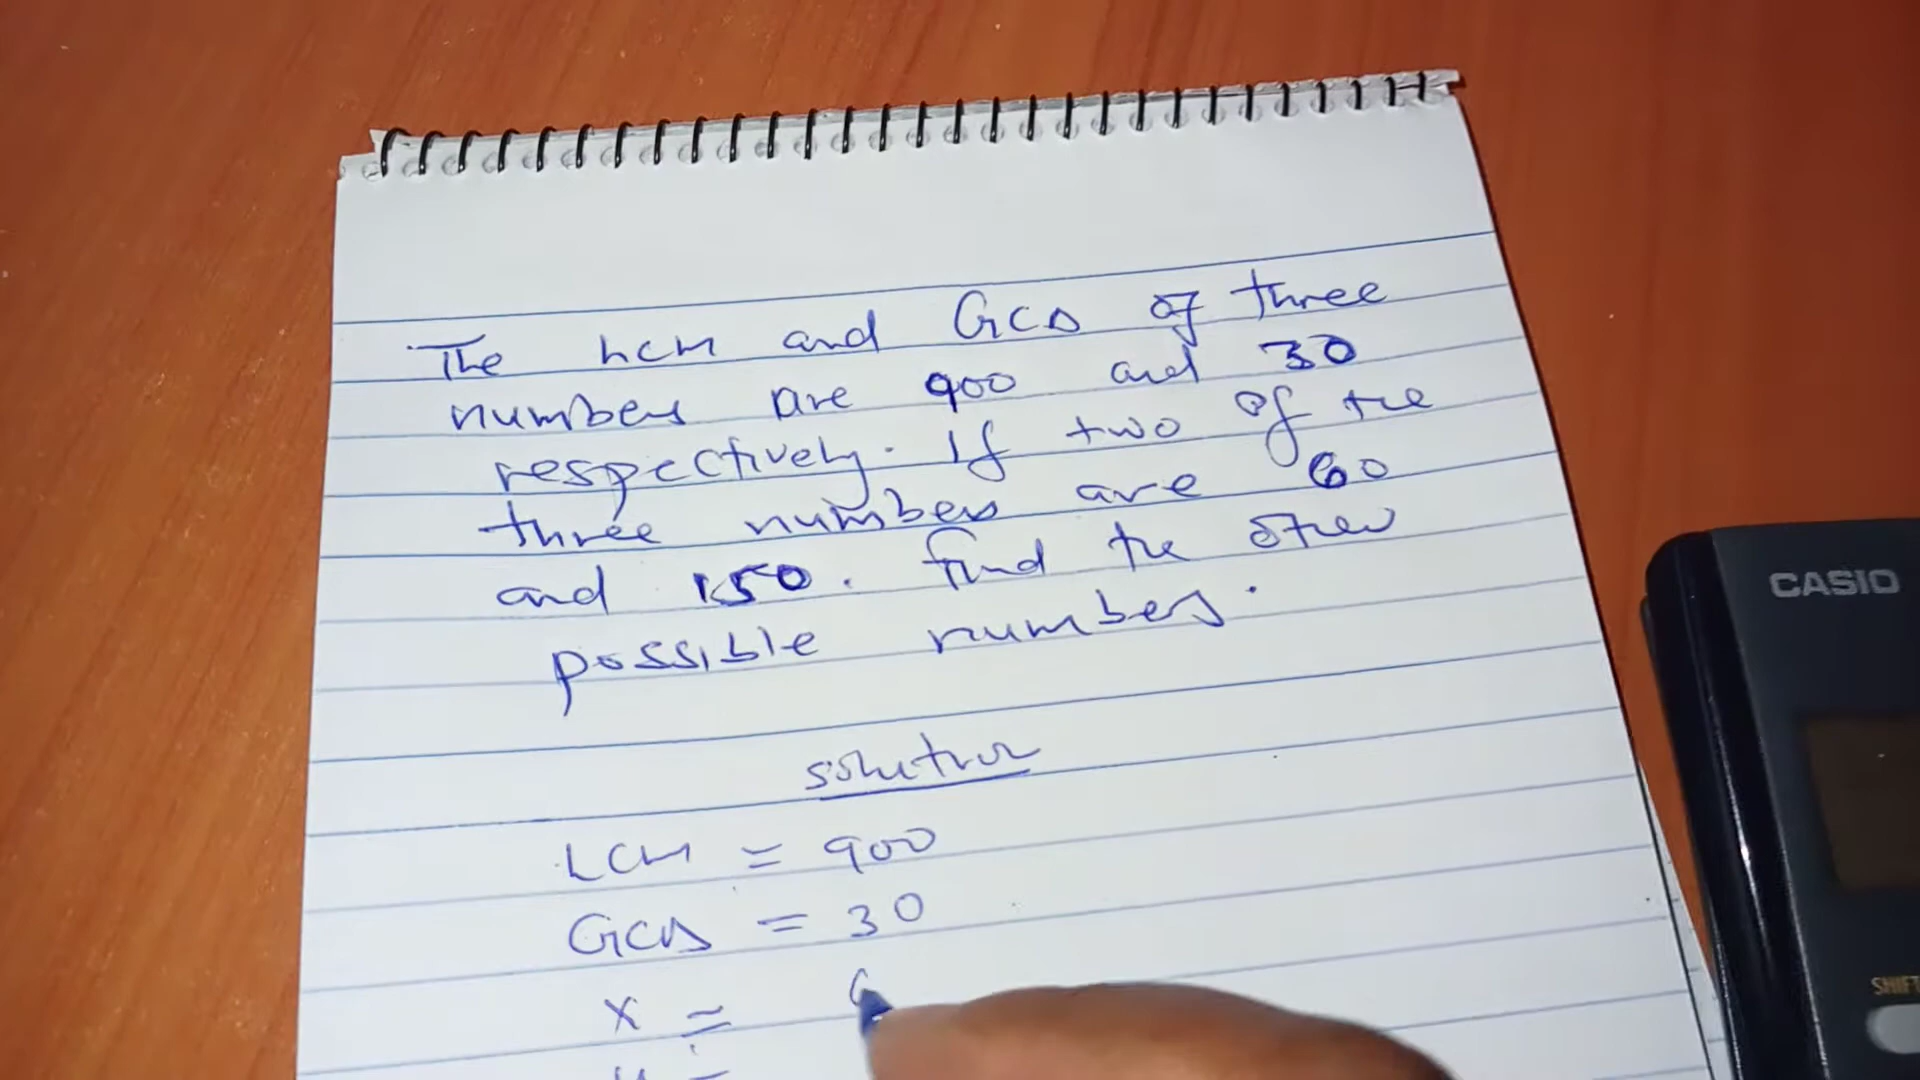 The LCM and GCD of three
numbers are 900 and 30
respectively. If two of the
three numbers are 60
and 150. find the other
possible numbers.
solution
LCM = 900
GCD = 30
x =
CASIO
SHIFT